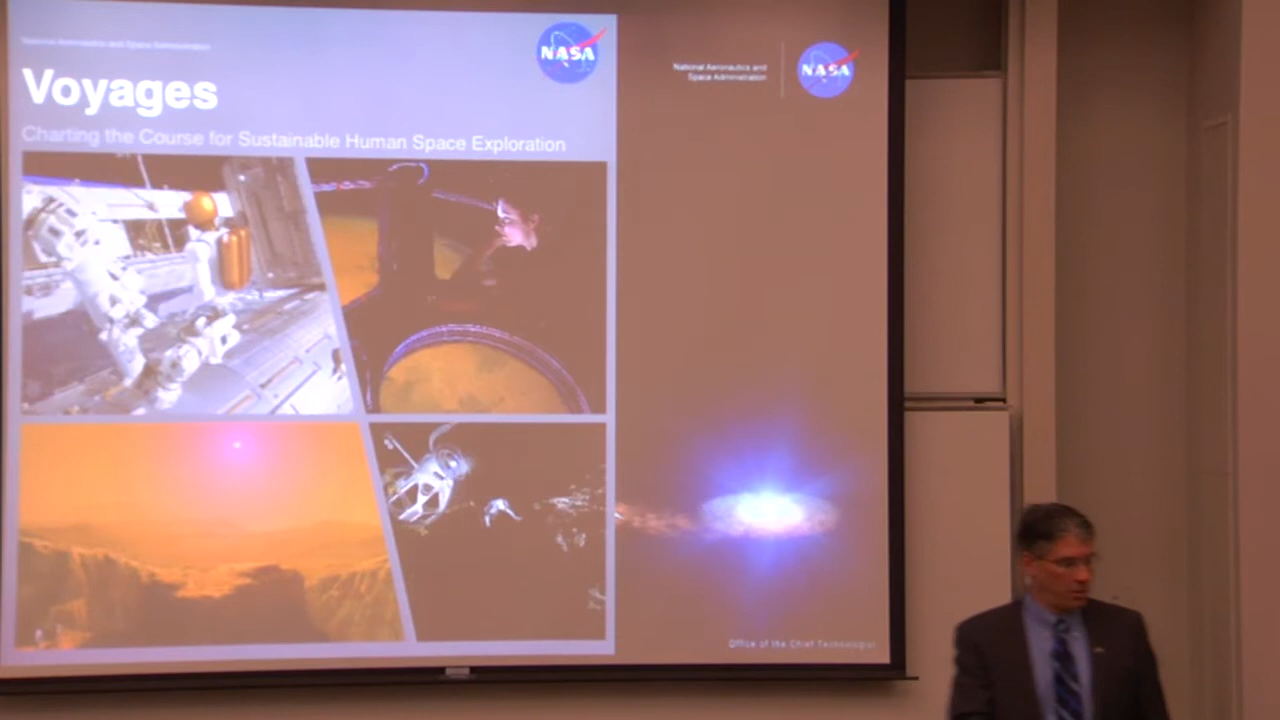 National Aeronautics and Space Administration
NASA
Voyages
Charting the Course for Sustainable Human Space Exploration
National Aeronautics and
Space Administration
NASA
Office of the Chief Technologist